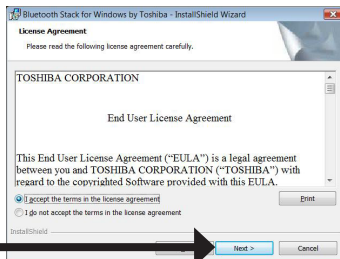 Bluetooth Stack for Windows by Toshiba - InstallShield Wizard
License Agreement
Please read the following license agreement carefully.
TOSHIBA CORPORATION
End User License Agreement
This End User License Agreement (“EULA”) is a legal agreement
between you and TOSHIBA CORPORATION (“TOSHIBA”) with
regard to the copyrighted Software provided with this EULA.
I accept the terms in the license agreement
Print
I do not accept the terms in the license agreement
InstallShield
Next >
Cancel